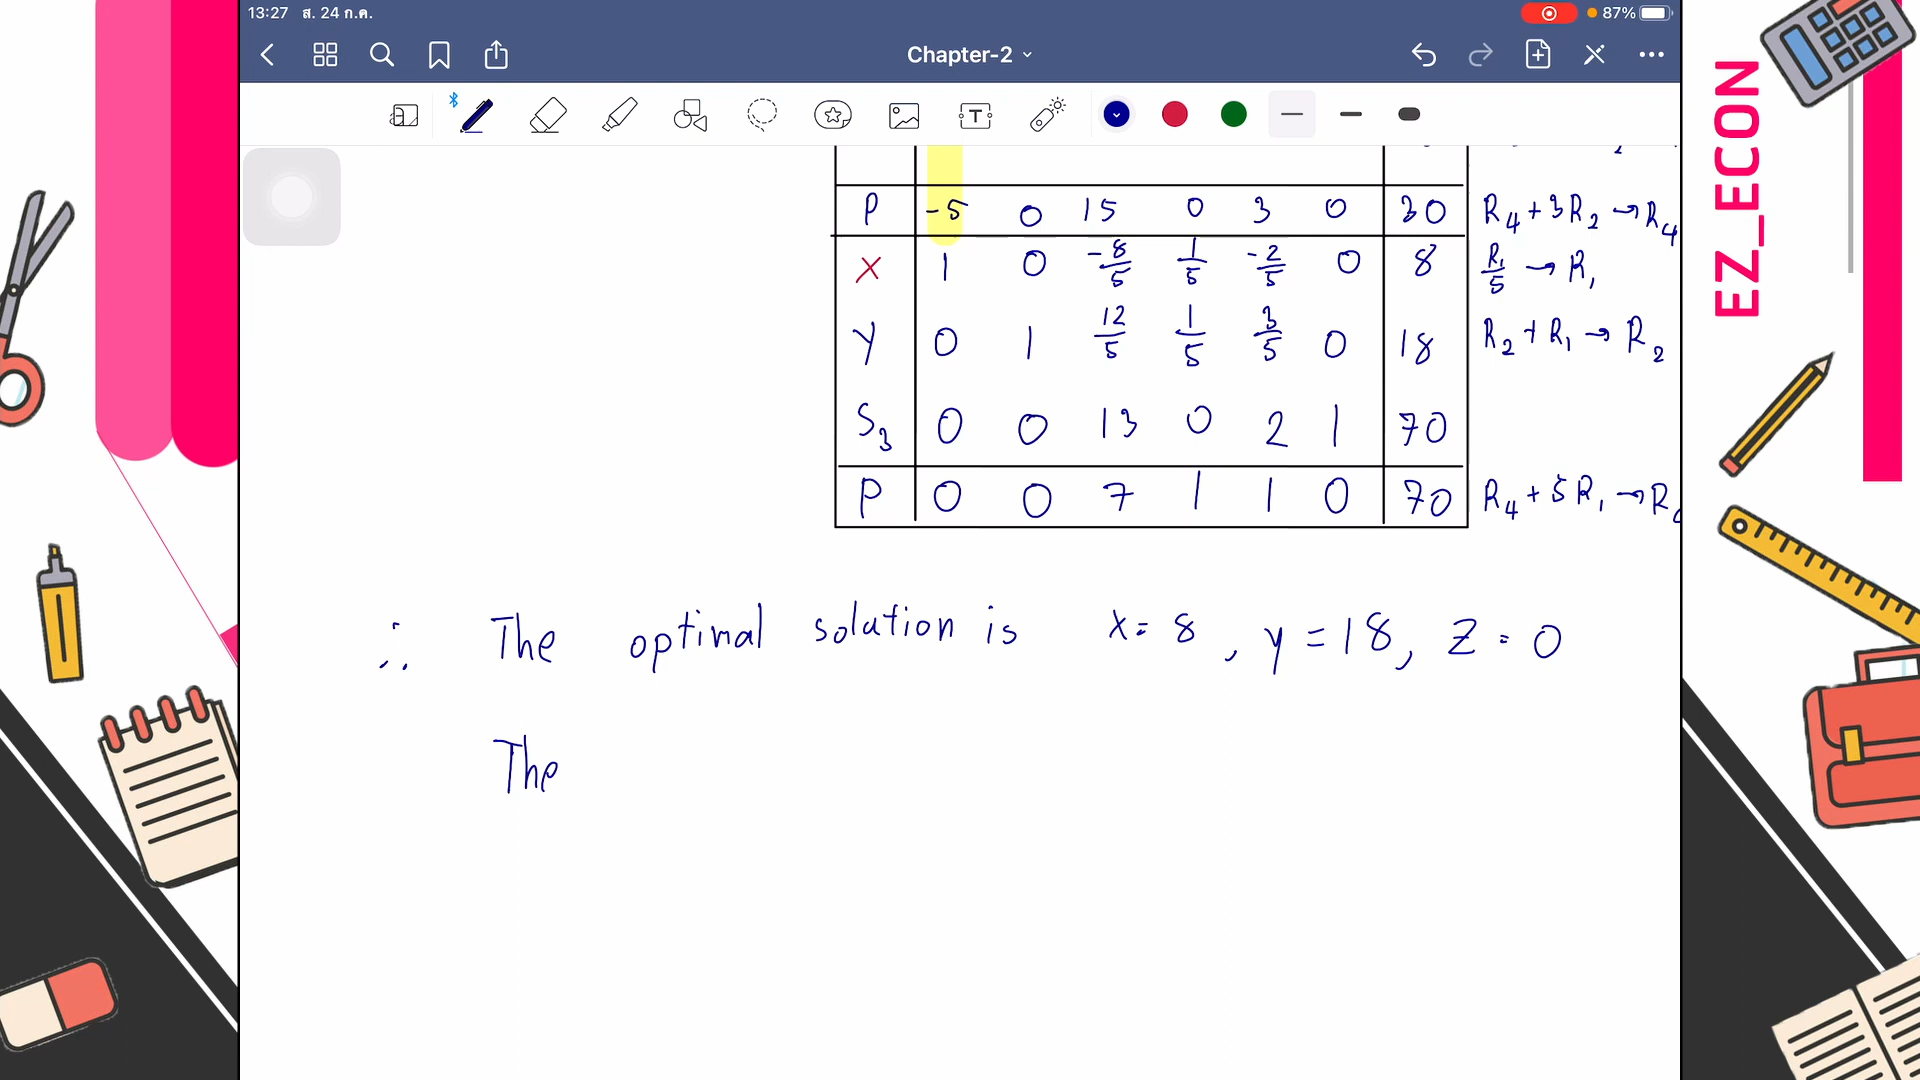 13:27 ส. 24 ก.ค.
87%
Chapter-2
EZ_ECON
P -5 0 15 0 3 0 30 R4 + 3R2 → R4
X 1 0 -8/5 1/5 -2/5 0 8 R1/5 → R1
Y 0 1 12/5 1/5 3/5 0 18 R2 + R1 → R2
S3 0 0 13 0 2 1 70
P 0 0 7 1 1 0 70 R4 + 5R1 → R
∴ The optimal solution is x = 8 , y = 18, Z = 0
The